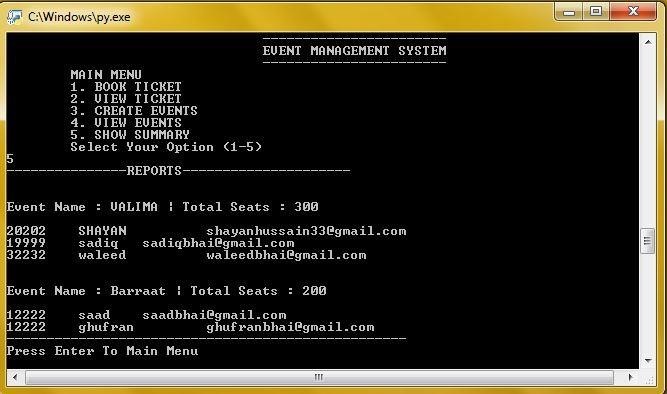 C:\Windows\py.exe
------------------------
EVENT MANAGEMENT SYSTEM
------------------------
MAIN MENU
1. BOOK TICKET
2. VIEW TICKET
3. CREATE EVENTS
4. VIEW EVENTS
5. SHOW SUMMARY
Select Your Option (1-5)
5
---------------REPORTS---------------------
Event Name : VALIMA | Total Seats : 300
20202 SHAYAN shayanhussain33@gmail.com
19999 sadiq sadiqbhai@gmail.com
32232 waleed waleedbhai@gmail.com
Event Name : Barraat | Total Seats : 200
12222 saad saadbhai@gmail.com
12222 ghufran ghufranbhai@gmail.com
--------------------------------------------------
Press Enter To Main Menu